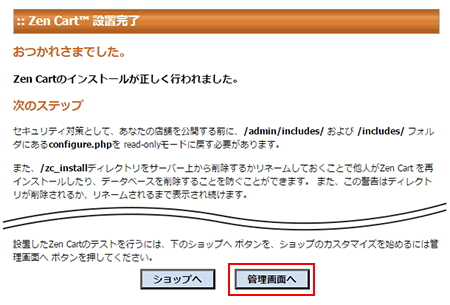 :: Zen Cart™ 設置完了
おつかれさまでした。
Zen Cartのインストールが正しく行われました。
次のステップ
セキュリティ対策として、あなたの店舗を公開する前に、/admin/includes/ および /includes/ フォル
ダにあるconfigure.phpを read-onlyモードに戻す必要があります。
また、/zc_installディレクトリをサーバー上から削除するかリネームしておくことで他人がZen Cart を再
インストールしたり、データベースを削除することを防ぐことができます。 また、この警告はディレクト
リが削除されるか、リネームされるまで表示され続けます。
設置したZen Cartのテストを行うには、下のショップへ ボタンを、ショップのカスタマイズを始めるには管
理画面へ ボタンを押してください。
ショップへ 管理画面へ